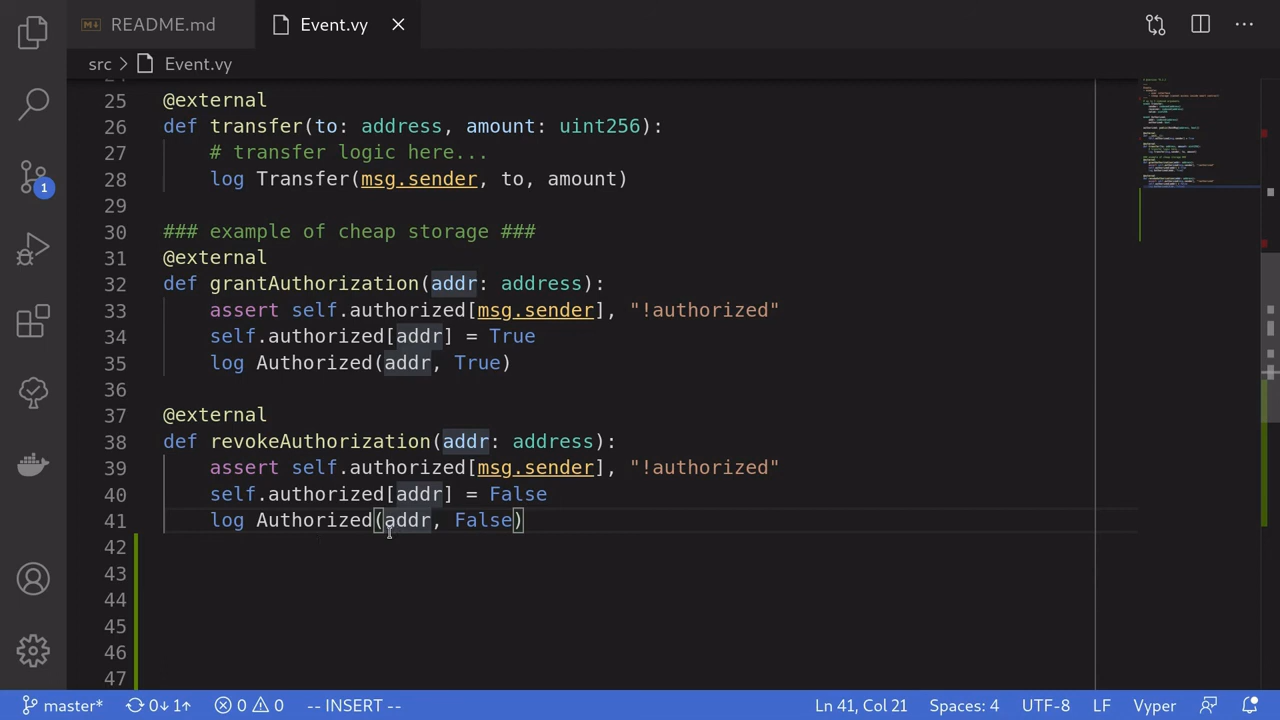 README.md
Event.vy
src > Event.vy
25 @external
26 def transfer(to: address, amount: uint256):
27 # transfer logic here
28 log Transfer(msg.sender, to, amount)
29
30 ### example of cheap storage ###
31 @external
32 def grantAuthorization(addr: address):
33 assert self.authorized[msg.sender], "!authorized"
34 self.authorized[addr] = True
35 log Authorized(addr, True)
36
37 @external
38 def revokeAuthorization(addr: address):
39 assert self.authorized[msg.sender], "!authorized"
40 self.authorized[addr] = False
41 log Authorized(addr, False)
42
43
44
45
46
47
1
master* 0↓ 1↑ 0 0 -- INSERT -- Ln 41, Col 21 Spaces: 4 UTF-8 LF Vyper